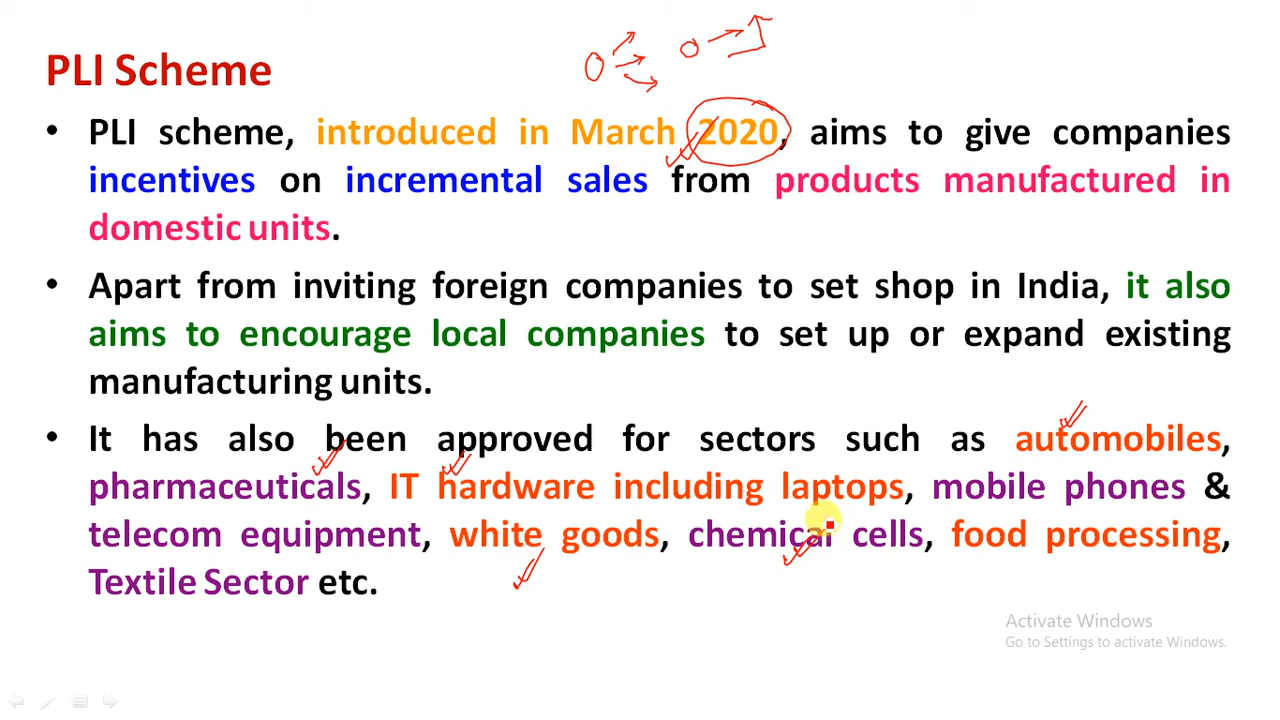 PLI Scheme
• PLI scheme, introduced in March 2020, aims to give companies
incentives on incremental sales from products manufactured in
domestic units.
• Apart from inviting foreign companies to set shop in India, it also
aims to encourage local companies to set up or expand existing
manufacturing units.
• It has also been approved for sectors such as automobiles,
pharmaceuticals, IT hardware including laptops, mobile phones &
telecom equipment, white goods, chemical cells, food processing,
Textile Sector etc.
Activate Windows
Go to Settings to activate Windows.